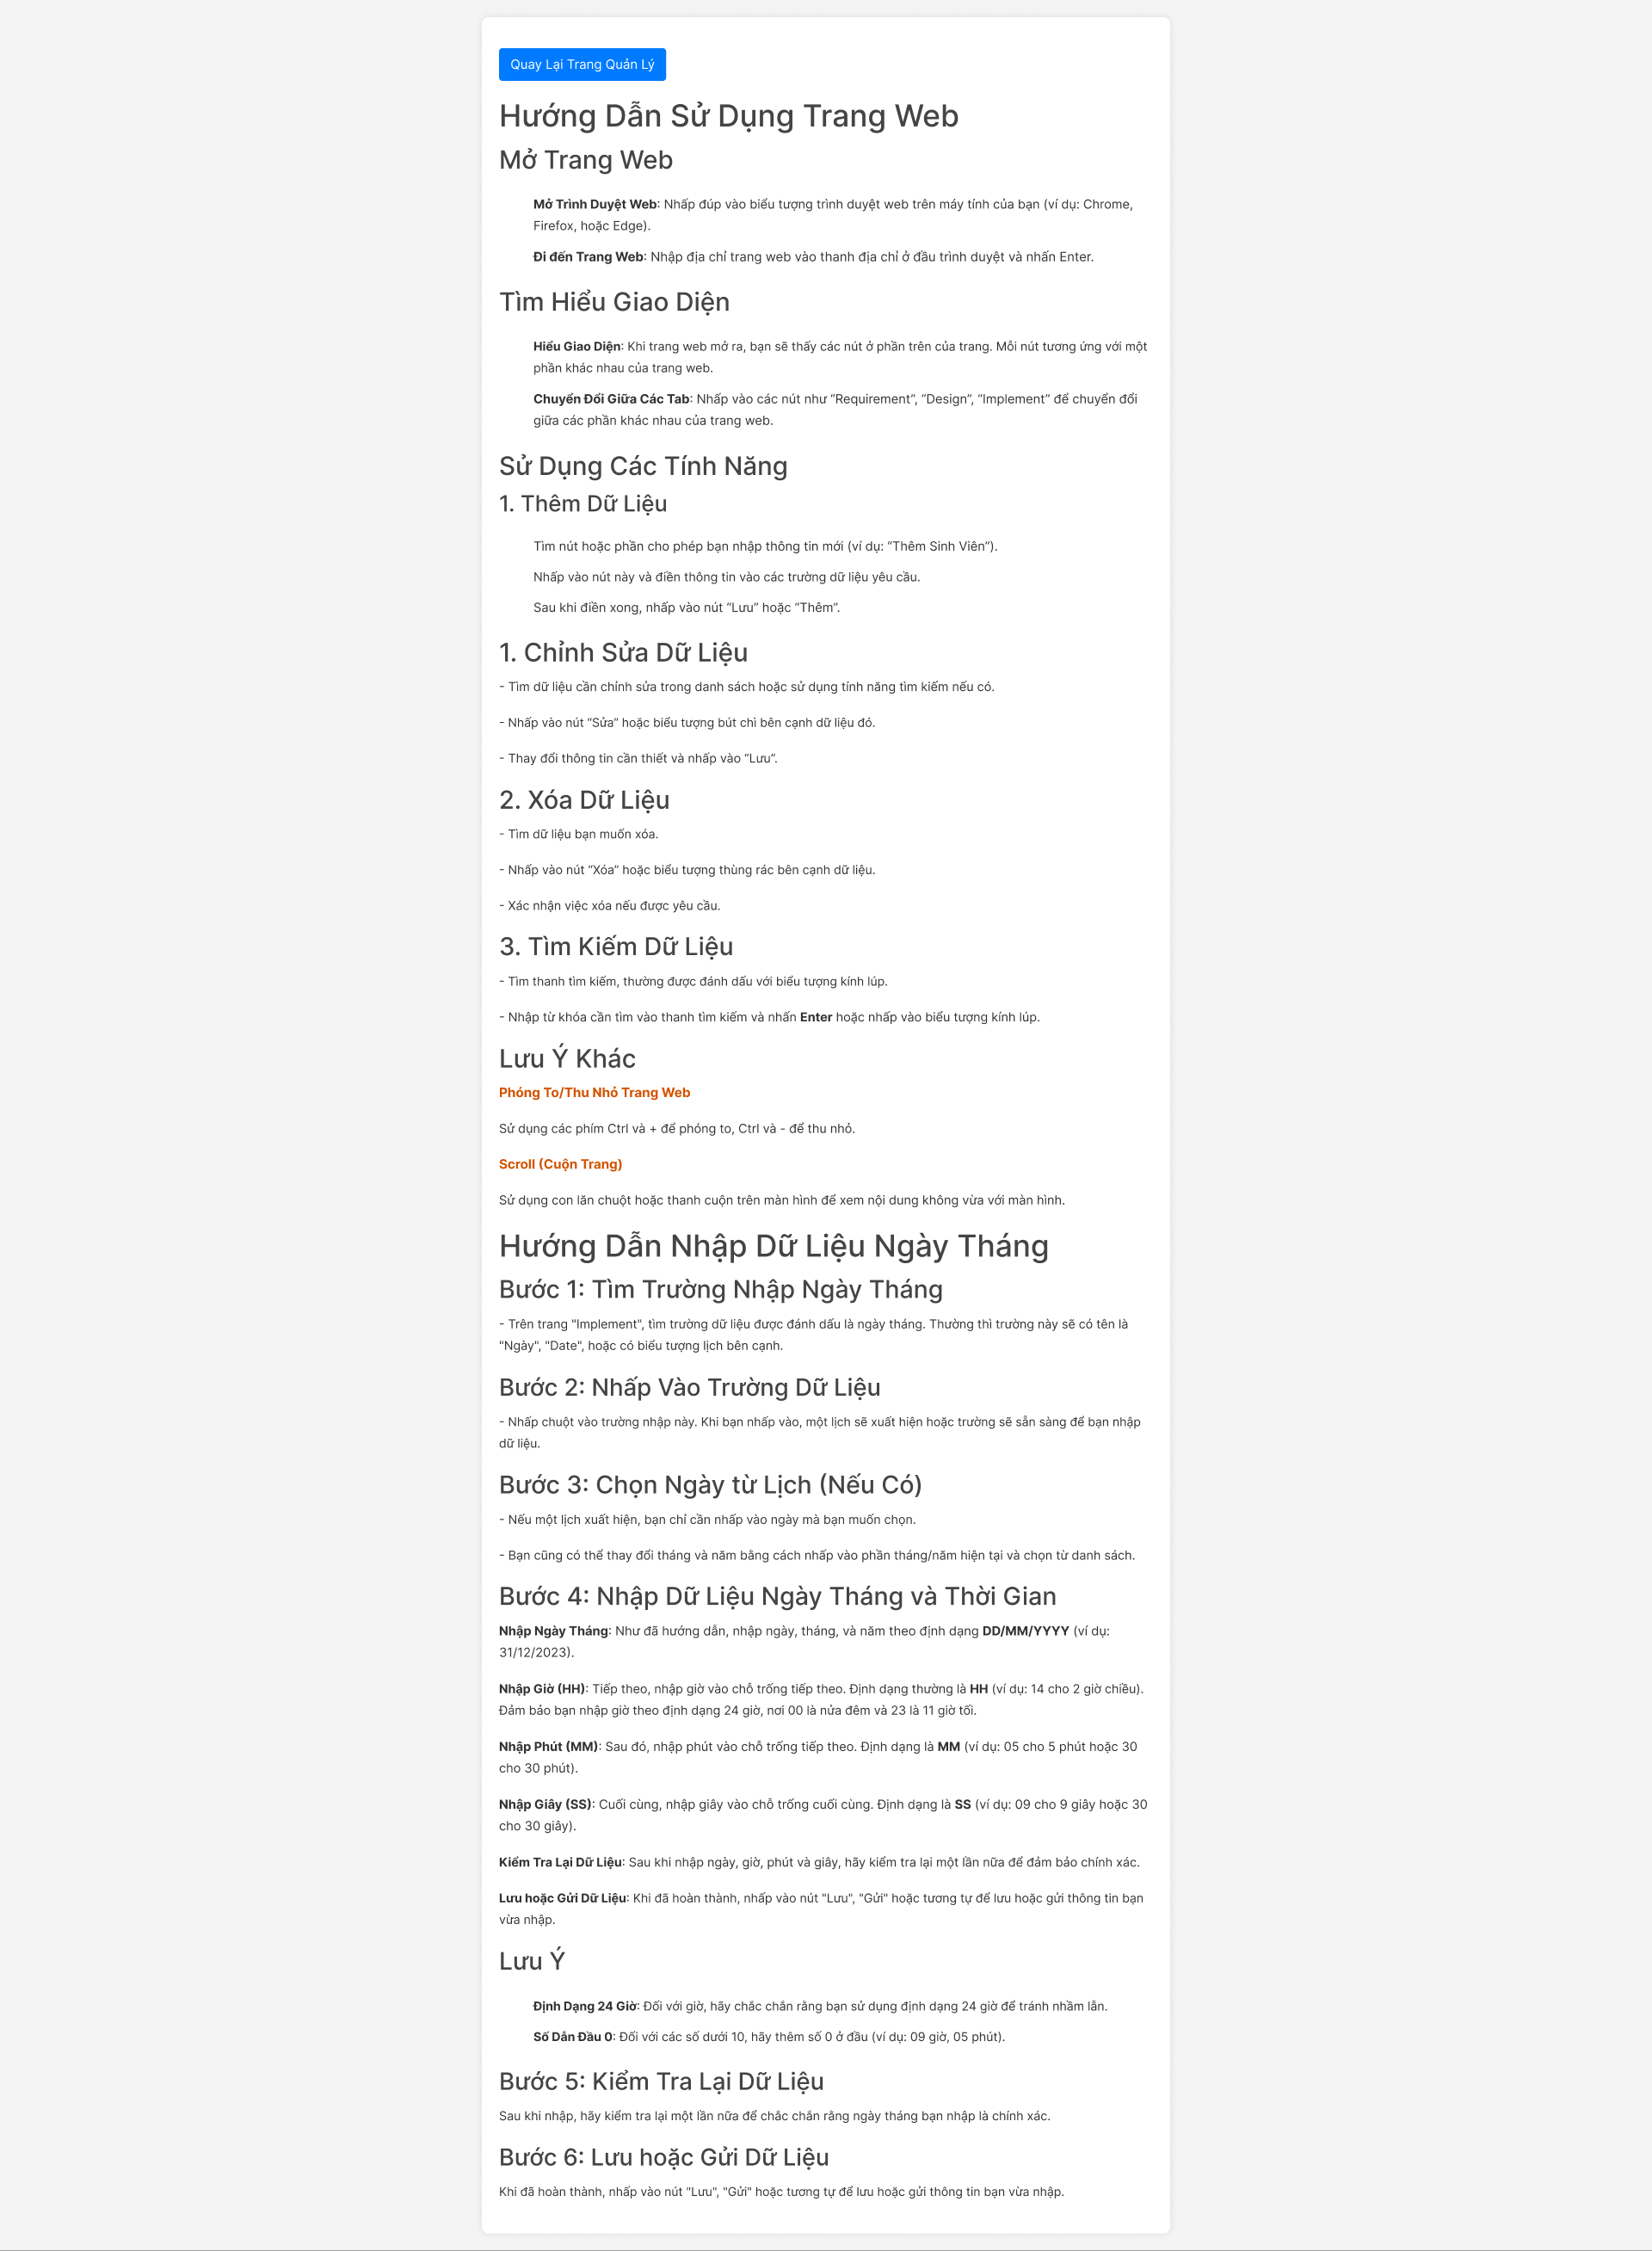 Quay Lại Trang Quản Lý
Hướng Dẫn Sử Dụng Trang Web
Mở Trang Web
Mở Trình Duyệt Web: Nhấp đúp vào biểu tượng trình duyệt web trên máy tính của bạn (ví dụ: Chrome,
Firefox, hoặc Edge).
Đi đến Trang Web: Nhập địa chỉ trang web vào thanh địa chỉ ở đầu trình duyệt và nhấn Enter.
Tìm Hiểu Giao Diện
Hiểu Giao Diện: Khi trang web mở ra, bạn sẽ thấy các nút ở phần trên của trang. Mỗi nút tương ứng với một
phần khác nhau của trang web.
Chuyển Đổi Giữa Các Tab: Nhấp vào các nút như “Requirement”, “Design”, “Implement” để chuyển đổi
giữa các phần khác nhau của trang web.
Sử Dụng Các Tính Năng
1. Thêm Dữ Liệu
Tìm nút hoặc phần cho phép bạn nhập thông tin mới (ví dụ: “Thêm Sinh Viên”).
Nhấp vào nút này và điền thông tin vào các trường dữ liệu yêu cầu.
Sau khi điền xong, nhấp vào nút “Lưu” hoặc “Thêm”.
1. Chỉnh Sửa Dữ Liệu
- Tìm dữ liệu cần chỉnh sửa trong danh sách hoặc sử dụng tính năng tìm kiếm nếu có.
- Nhấp vào nút “Sửa” hoặc biểu tượng bút chì bên cạnh dữ liệu đó.
- Thay đổi thông tin cần thiết và nhấp vào “Lưu”.
2. Xóa Dữ Liệu
- Tìm dữ liệu bạn muốn xóa.
- Nhấp vào nút “Xóa” hoặc biểu tượng thùng rác bên cạnh dữ liệu.
- Xác nhận việc xóa nếu được yêu cầu.
3. Tìm Kiếm Dữ Liệu
- Tìm thanh tìm kiếm, thường được đánh dấu với biểu tượng kính lúp.
- Nhập từ khóa cần tìm vào thanh tìm kiếm và nhấn Enter hoặc nhấp vào biểu tượng kính lúp.
Lưu Ý Khác
Phóng To/Thu Nhỏ Trang Web
Sử dụng các phím Ctrl và + để phóng to, Ctrl và - để thu nhỏ.
Scroll (Cuộn Trang)
Sử dụng con lăn chuột hoặc thanh cuộn trên màn hình để xem nội dung không vừa với màn hình.
Hướng Dẫn Nhập Dữ Liệu Ngày Tháng
Bước 1: Tìm Trường Nhập Ngày Tháng
- Trên trang "Implement", tìm trường dữ liệu được đánh dấu là ngày tháng. Thường thì trường này sẽ có tên là
"Ngày", "Date", hoặc có biểu tượng lịch bên cạnh.
Bước 2: Nhấp Vào Trường Dữ Liệu
- Nhấp chuột vào trường nhập này. Khi bạn nhấp vào, một lịch sẽ xuất hiện hoặc trường sẽ sẵn sàng để bạn nhập
dữ liệu.
Bước 3: Chọn Ngày từ Lịch (Nếu Có)
- Nếu một lịch xuất hiện, bạn chỉ cần nhấp vào ngày mà bạn muốn chọn.
- Bạn cũng có thể thay đổi tháng và năm bằng cách nhấp vào phần tháng/năm hiện tại và chọn từ danh sách.
Bước 4: Nhập Dữ Liệu Ngày Tháng và Thời Gian
Nhập Ngày Tháng: Như đã hướng dẫn, nhập ngày, tháng, và năm theo định dạng DD/MM/YYYY (ví dụ:
31/12/2023).
Nhập Giờ (HH): Tiếp theo, nhập giờ vào chỗ trống tiếp theo. Định dạng thường là HH (ví dụ: 14 cho 2 giờ chiều).
Đảm bảo bạn nhập giờ theo định dạng 24 giờ, nơi 00 là nửa đêm và 23 là 11 giờ tối.
Nhập Phút (MM): Sau đó, nhập phút vào chỗ trống tiếp theo. Định dạng là MM (ví dụ: 05 cho 5 phút hoặc 30
cho 30 phút).
Nhập Giây (SS): Cuối cùng, nhập giây vào chỗ trống cuối cùng. Định dạng là SS (ví dụ: 09 cho 9 giây hoặc 30
cho 30 giây).
Kiểm Tra Lại Dữ Liệu: Sau khi nhập ngày, giờ, phút và giây, hãy kiểm tra lại một lần nữa để đảm bảo chính xác.
Lưu hoặc Gửi Dữ Liệu: Khi đã hoàn thành, nhấp vào nút "Lưu", "Gửi" hoặc tương tự để lưu hoặc gửi thông tin bạn
vừa nhập.
Lưu Ý
Định Dạng 24 Giờ: Đối với giờ, hãy chắc chắn rằng bạn sử dụng định dạng 24 giờ để tránh nhầm lẫn.
Số Dẫn Đầu 0: Đối với các số dưới 10, hãy thêm số 0 ở đầu (ví dụ: 09 giờ, 05 phút).
Bước 5: Kiểm Tra Lại Dữ Liệu
Sau khi nhập, hãy kiểm tra lại một lần nữa để chắc chắn rằng ngày tháng bạn nhập là chính xác.
Bước 6: Lưu hoặc Gửi Dữ Liệu
Khi đã hoàn thành, nhấp vào nút "Lưu", "Gửi" hoặc tương tự để lưu hoặc gửi thông tin bạn vừa nhập.